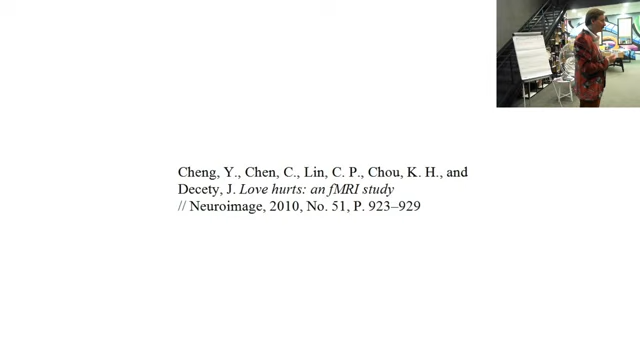 Cheng, Y., Chen, C., Lin, C. P., Chou, K. H., and
Decety, J. Love hurts: an fMRI study
// Neuroimage, 2010, No. 51, P. 923–929